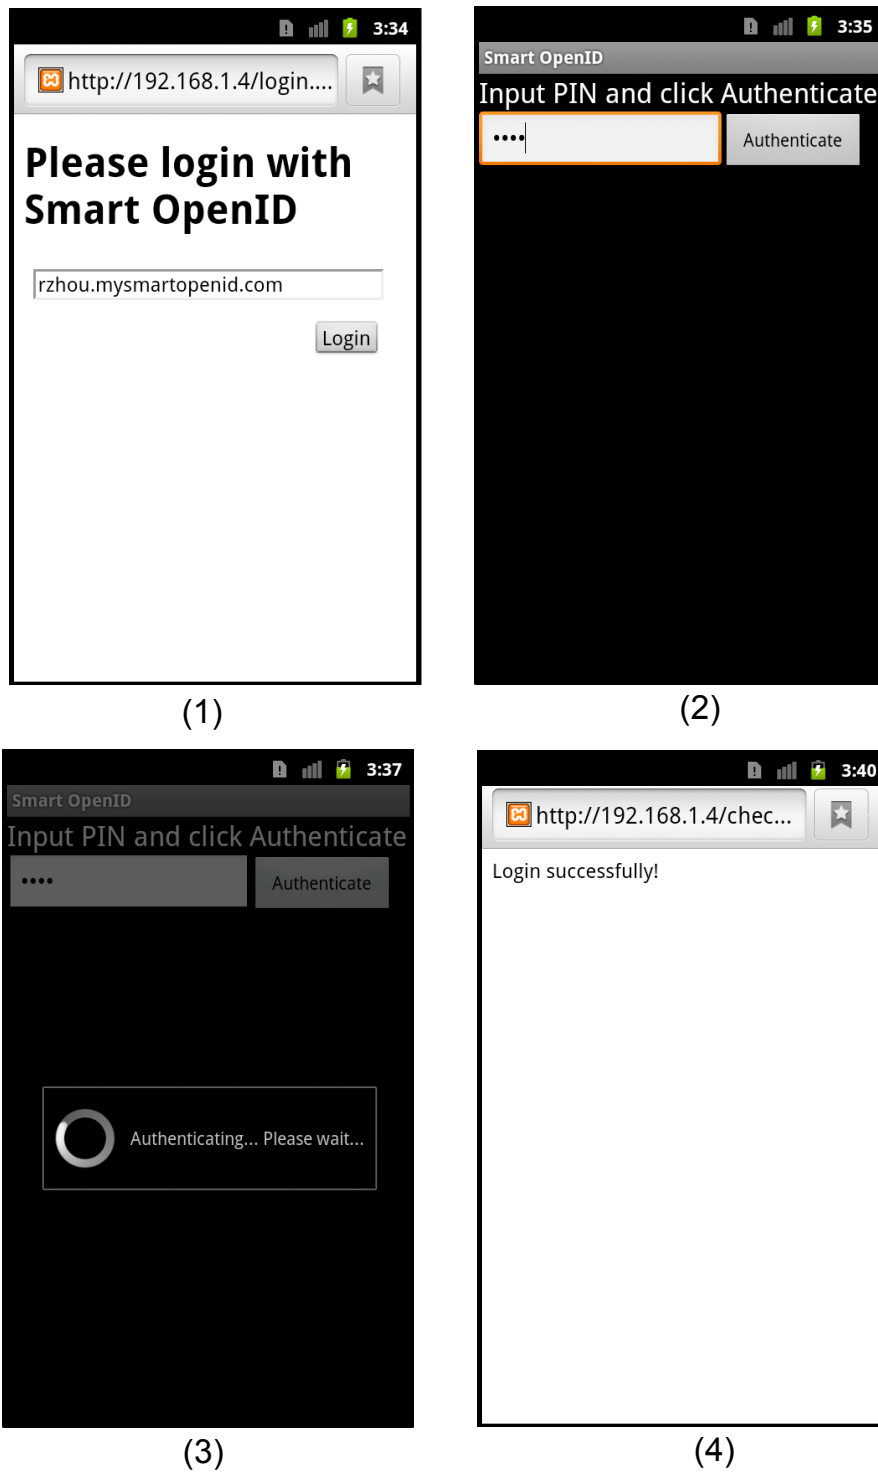 3:34
http://192.168.1.4/login....
Please login with
Smart OpenID
rzhou.mysmartopenid.com
Login
(1)
3:35
Smart OpenID
Input PIN and click Authenticate
••••
Authenticate
(2)
3:37
Smart OpenID
Input PIN and click Authenticate
••••
Authenticate
Authenticating... Please wait...
(3)
3:40
http://192.168.1.4/chec...
Login successfully!
(4)